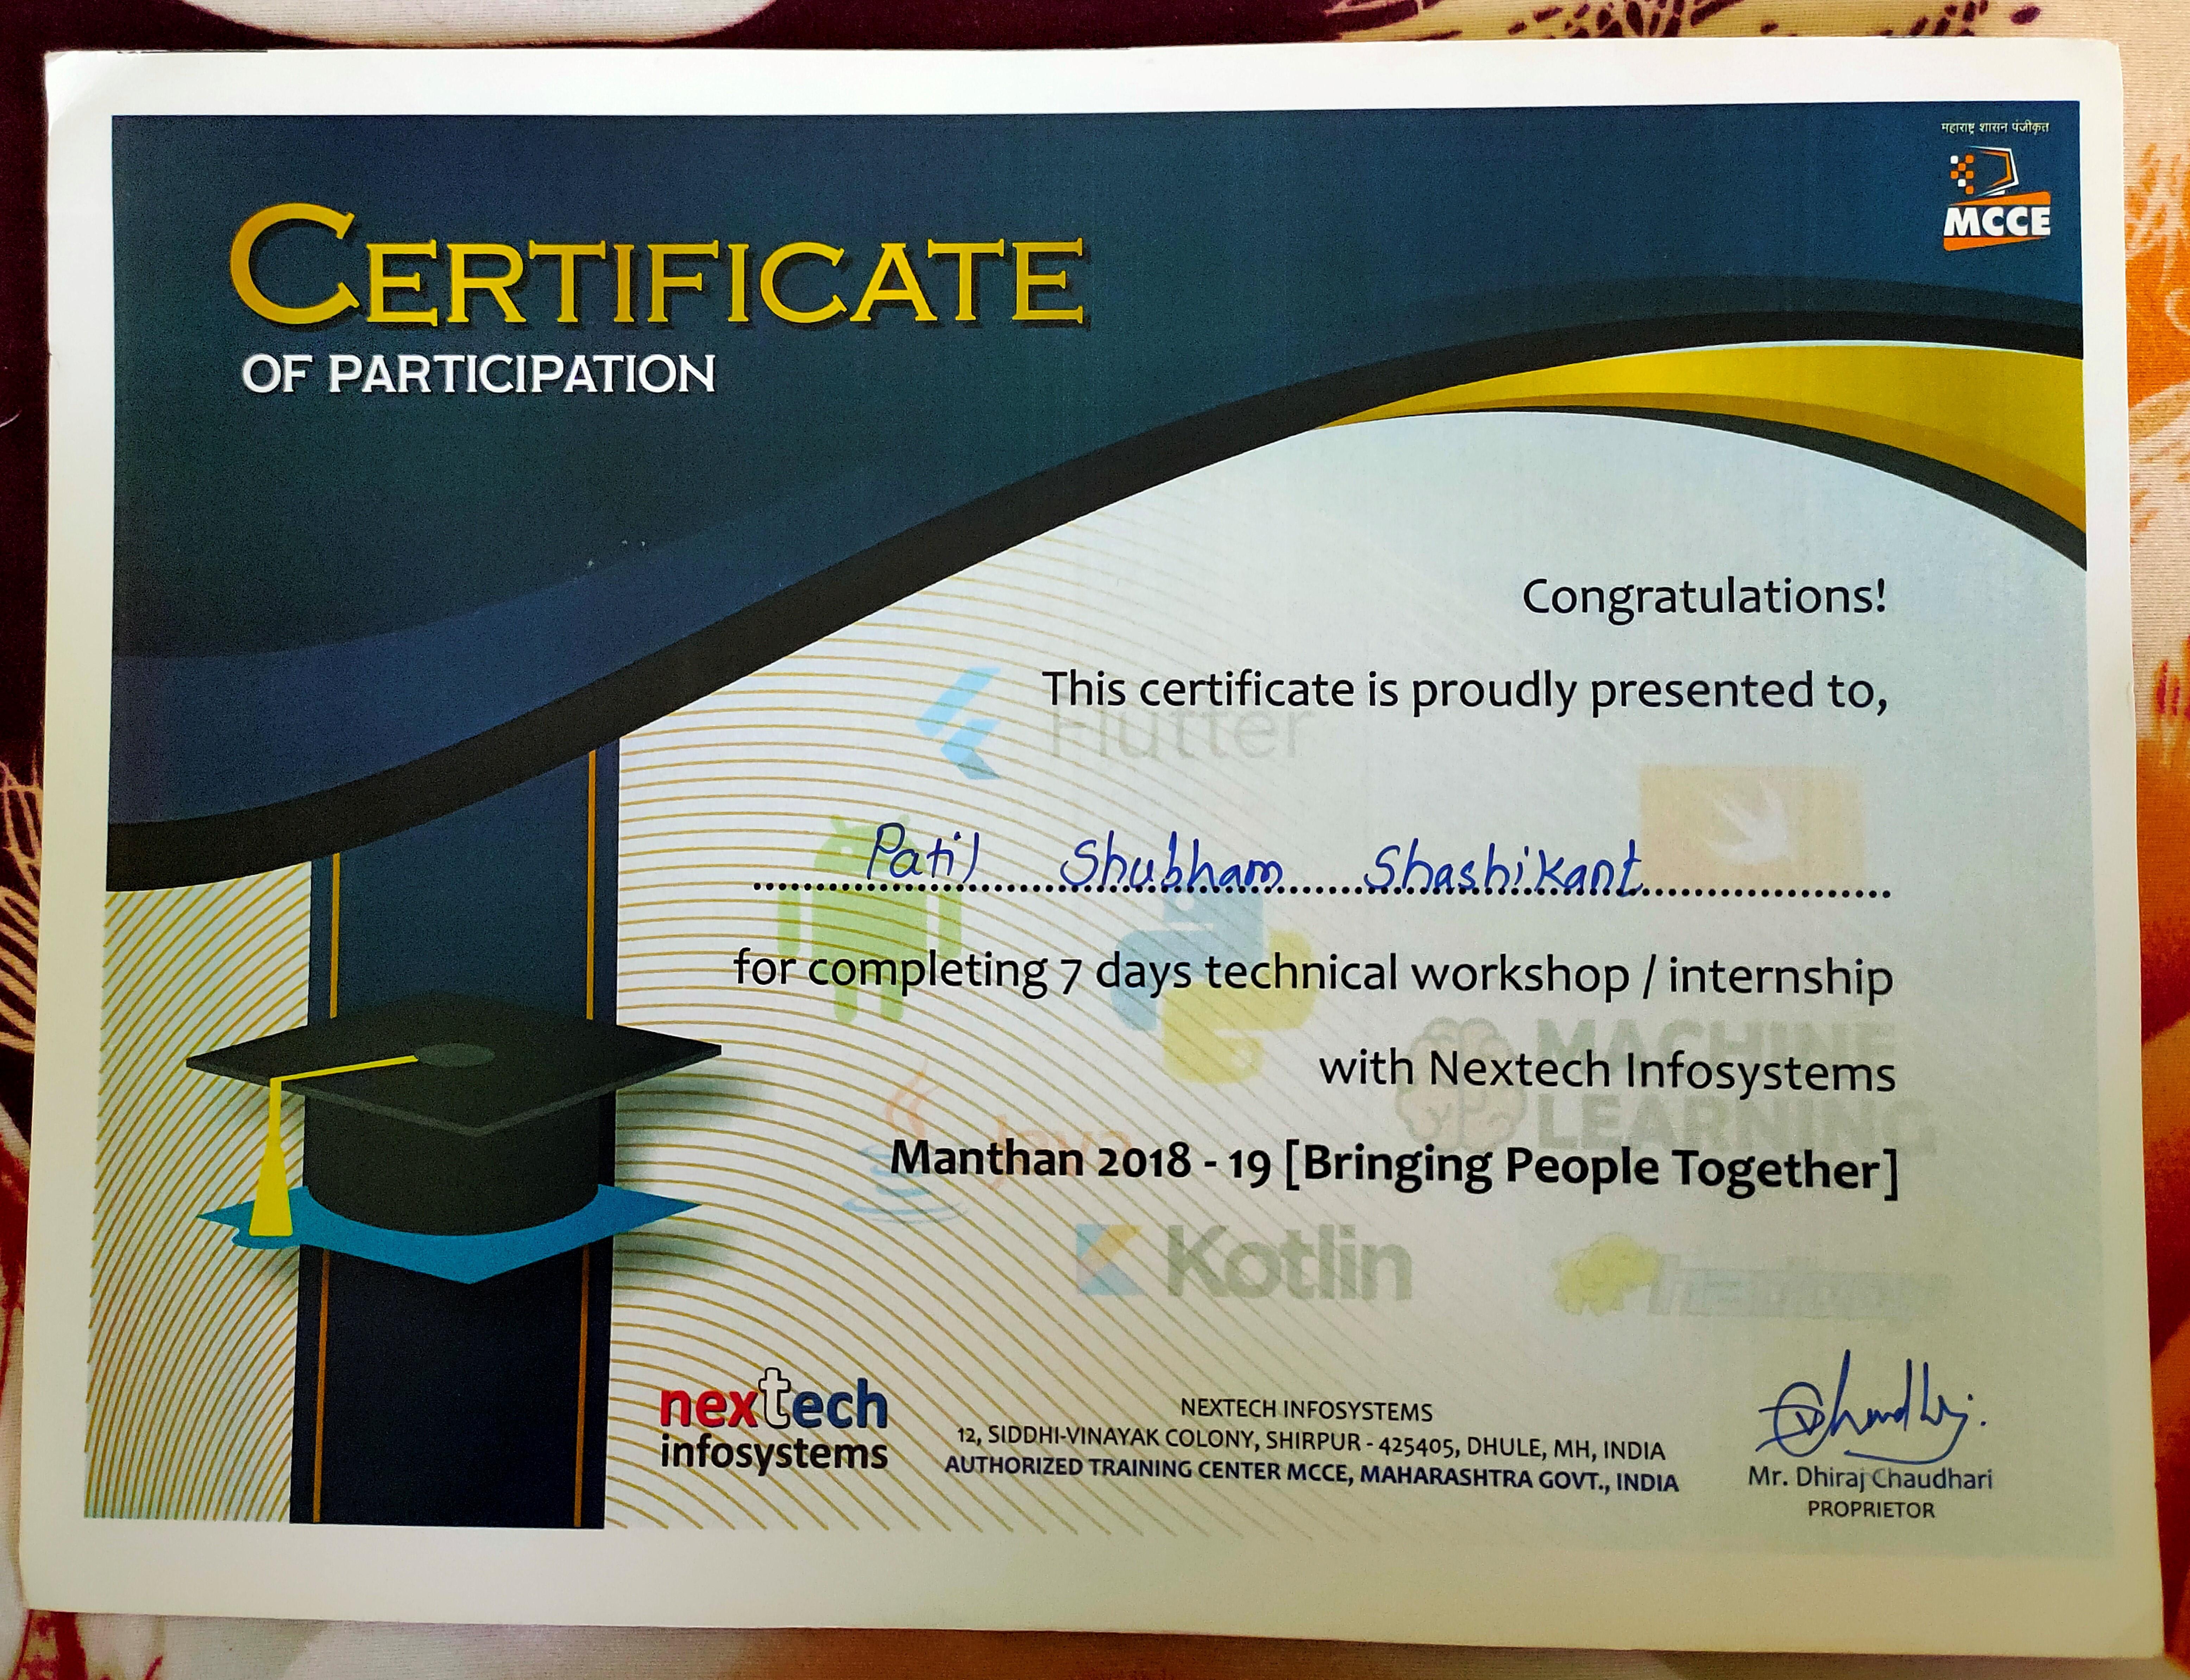 महाराष्ट्र शासन पंजीकृत
MCCE
CERTIFICATE
OF PARTICIPATION
Congratulations!
This certificate is proudly presented to,
Flutter
Patil Shubham Shashikant
for completing 7 days technical workshop / internship
MACHINE
with Nextech Infosystems
LEARNING
Java
Manthan 2018 - 19 [Bringing People Together]
Kotlin
hadoop
nextech
infosystems
NEXTECH INFOSYSTEMS
12, SIDDHI-VINAYAK COLONY, SHIRPUR - 425405, DHULE, MH, INDIA
AUTHORIZED TRAINING CENTER MCCE, MAHARASHTRA GOVT., INDIA
Mr. Dhiraj Chaudhari
PROPRIETOR